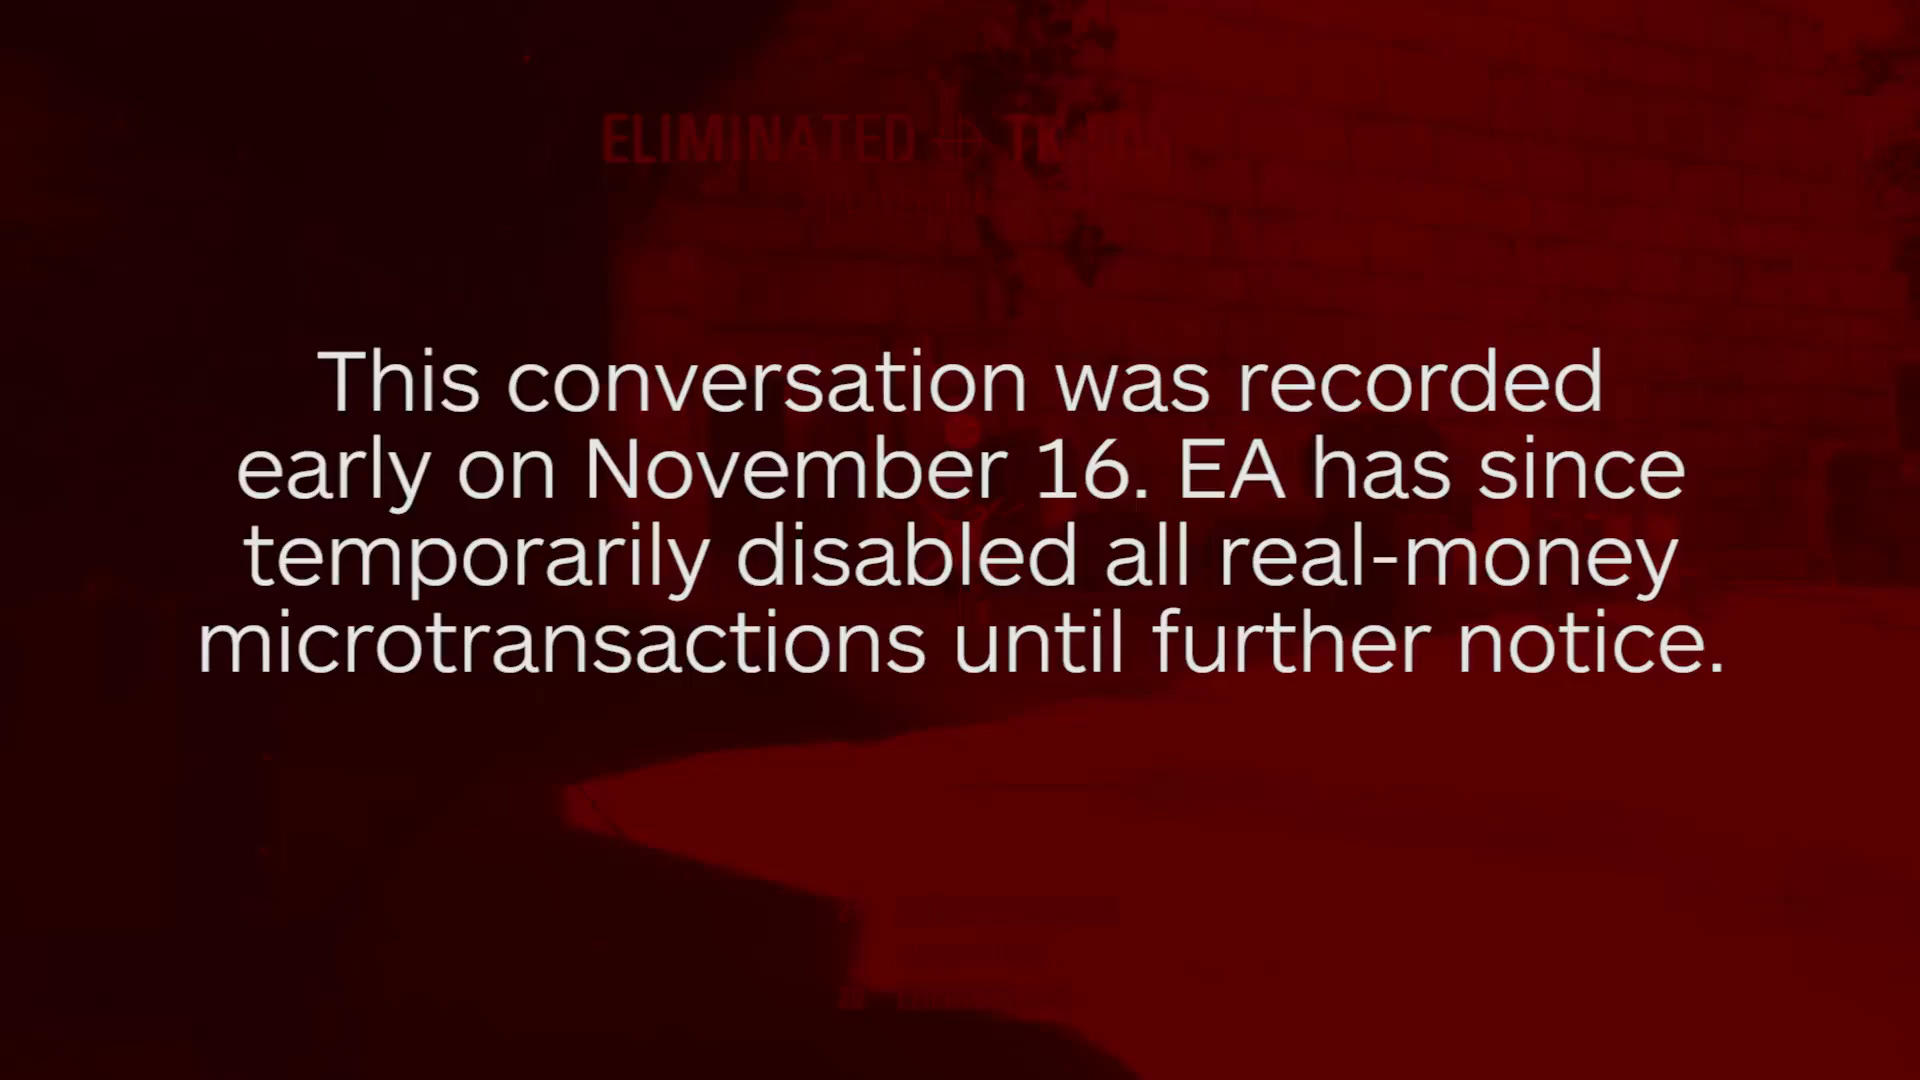 ELIMINATED TK
This conversation was recorded
early on November 16. EA has since
temporarily disabled all real-money
microtransactions until further notice.